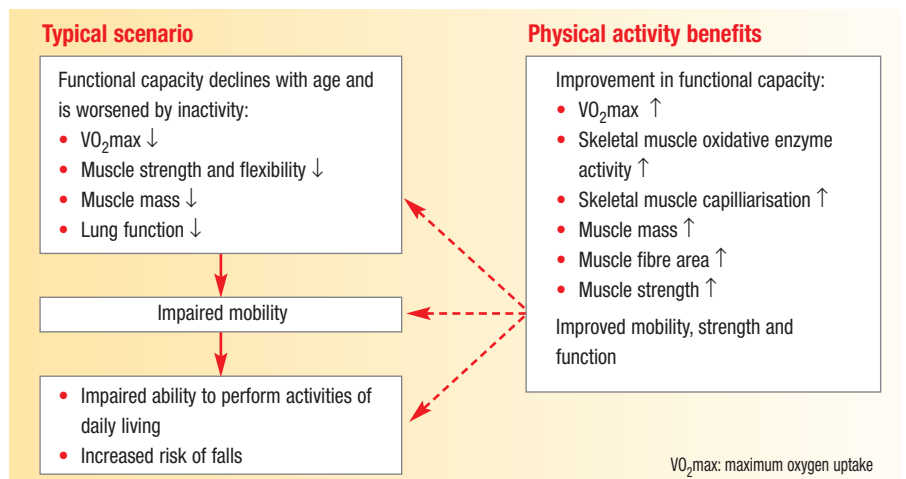 Typical scenario
Functional capacity declines with age and
is worsened by inactivity:
• VO₂max ↓
• Muscle strength and flexibility ↓
• Muscle mass ↓
• Lung function ↓
Impaired mobility
• Impaired ability to perform activities of
daily living
• Increased risk of falls
Physical activity benefits
Improvement in functional capacity:
• VO₂max ↑
• Skeletal muscle oxidative enzyme
activity ↑
• Skeletal muscle capilliarisation ↑
• Muscle mass ↑
• Muscle fibre area ↑
• Muscle strength ↑
Improved mobility, strength and
function
VO₂max: maximum oxygen uptake